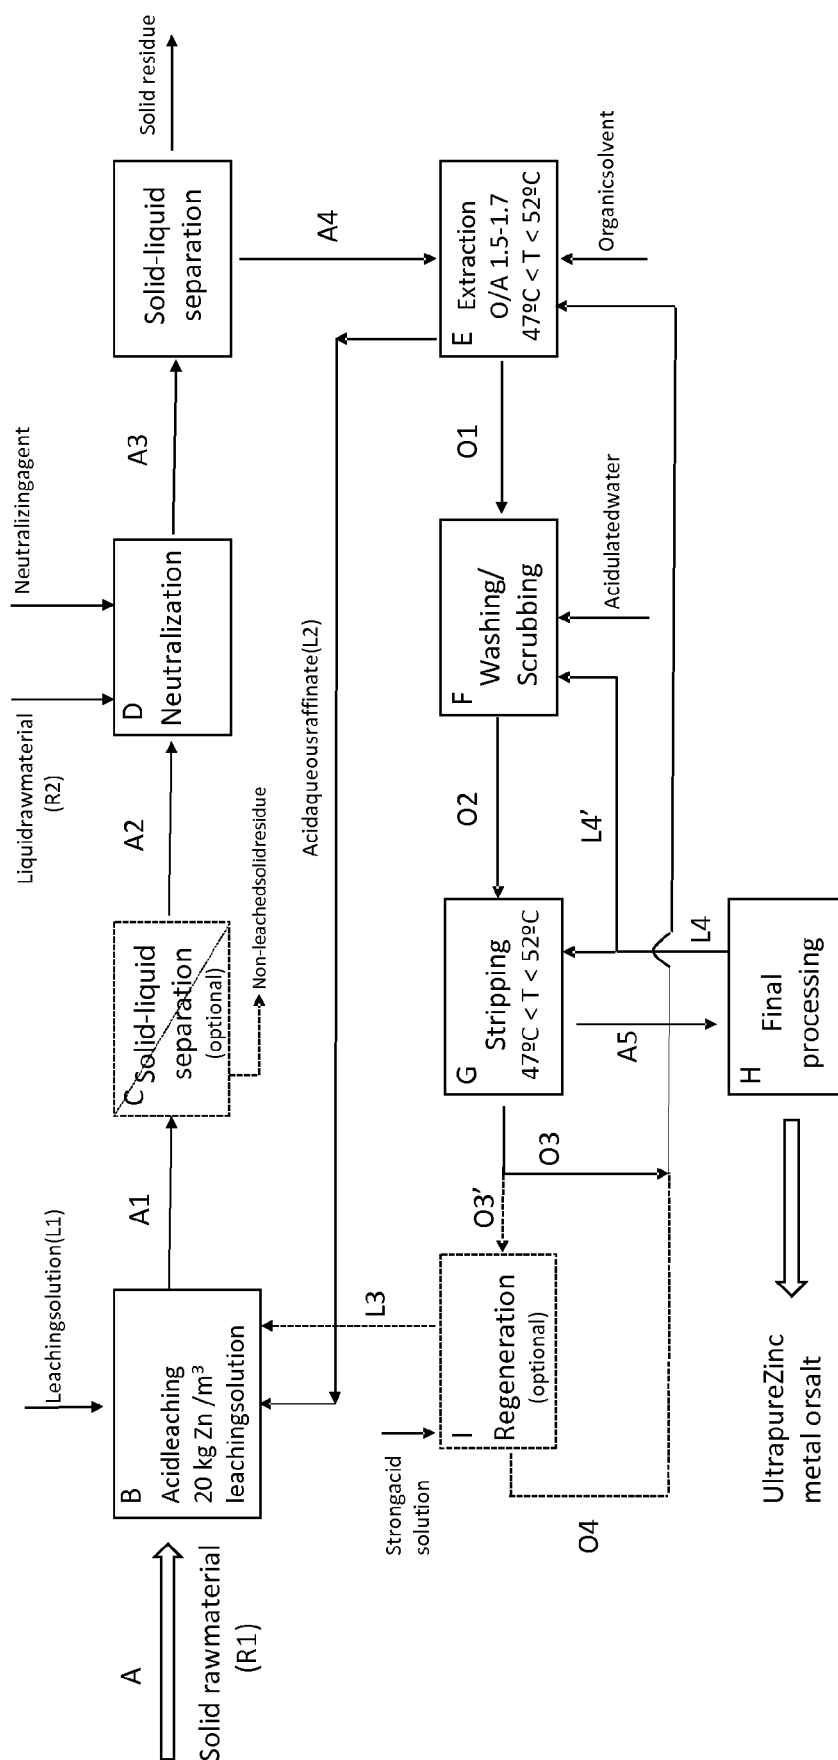 A
Solid rawmaterial
(R1)
Leachingsolution(L1)
B
Acidleaching
20 kg Zn /m³
leachingsolution
A1
C
Solid-liquid
separation
(optional)
Non-leachedsolidresidue
A2
Liquidrawmaterial
(R2)
Neutralizingagent
D
Neutralization
A3
Solid-liquid
separation
Solid residue
A4
Acidaqueousraffinate(L2)
L3
Strongacid
solution
I
Regeneration
(optional)
O3'
O3
O4
G
Stripping
47ºC < T < 52ºC
O2
F
Washing/
Scrubbing
O1
E
Extraction
O/A 1.5-1.7
47ºC < T < 52ºC
Acidulatedwater
Organicsolvent
L4'
L4
A5
H
Final
processing
UltrapureZinc
metal orsalt